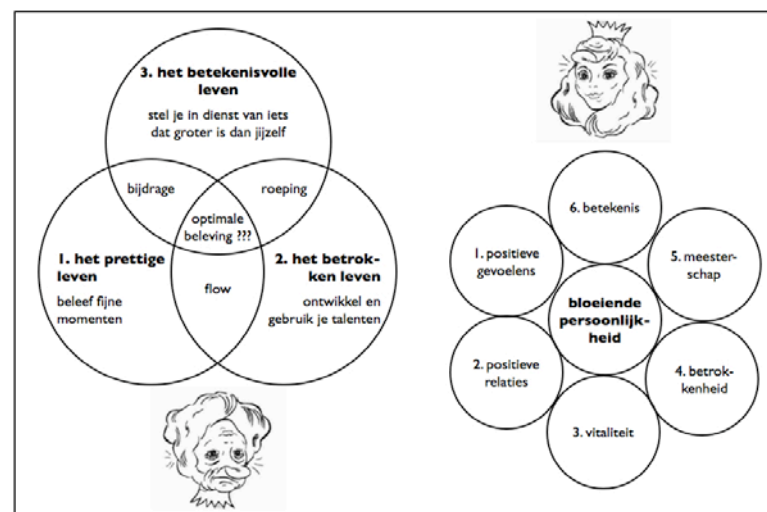 3. het betekenisvolle
leven
stel je in dienst van iets
dat groter is dan jijzelf
bijdrage
roeping
optimale
beleving ???
1. het prettige
leven
beleef fijne
momenten
2. het betrok-
ken leven
ontwikkel en
gebruik je talenten
flow
6. betekenis
1. positieve
gevoelens
5. meester-
schap
bloeiende
persoonlijk-
heid
2. positieve
relaties
4. betrok-
kenheid
3. vitaliteit